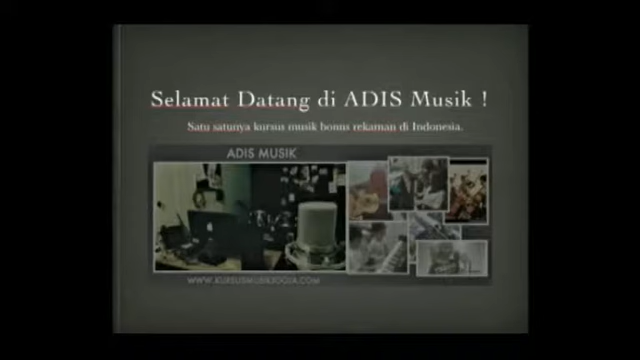 Selamat Datang di ADIS Musik !
Satu satunya kursus musik bonus rekaman di Indonesia.
ADIS MUSIK
WWW.KURSUSMUSIKJOGJA.COM